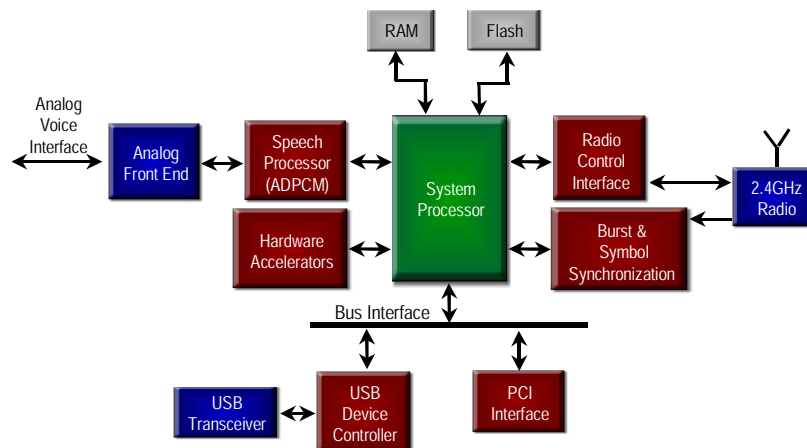 RAM
Flash
Analog
Voice
Interface
Analog
Front End
Speech
Processor
(ADPCM)
System
Processor
Radio
Control
Interface
2.4GHz
Radio
Hardware
Accelerators
Burst &
Symbol
Synchronization
Bus Interface
USB
Transceiver
USB
Device
Controller
PCI
Interface